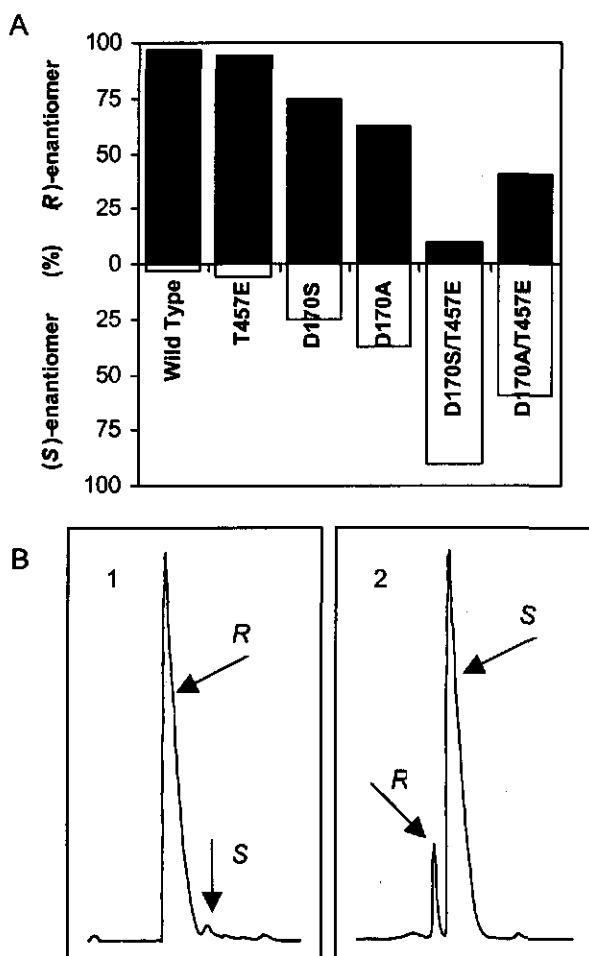 A
(R)-enantiomer
(%)
(S)-enantiomer
100
75
50
25
0
25
50
75
100
Wild Type
T457E
D170S
D170A
D170S/T457E
D170A/T457E
B
1
R
S
2
S
R